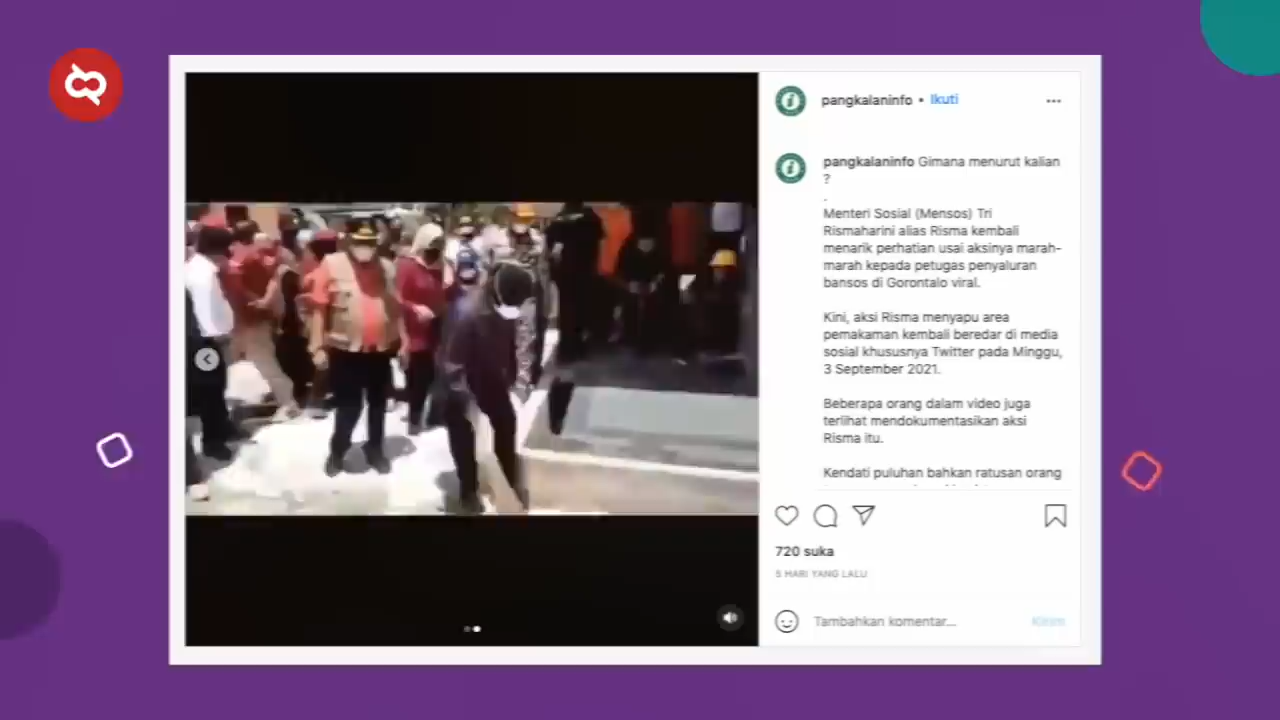 pangkalaninfo • Ikuti
pangkalaninfo Gimana menurut kalian
?
.
Menteri Sosial (Mensos) Tri
Rismaharini alias Risma kembali
menarik perhatian usai aksinya marah-
marah kepada petugas penyaluran
bansos di Gorontalo viral.
Kini, aksi Risma menyapu area
pemakaman kembali beredar di media
sosial khususnya Twitter pada Minggu,
3 September 2021.
Beberapa orang dalam video juga
terlihat mendokumentasikan aksi
Risma itu.
Kendati puluhan bahkan ratusan orang
720 suka
5 HARI YANG LALU
Tambahkan komentar...
Kirim